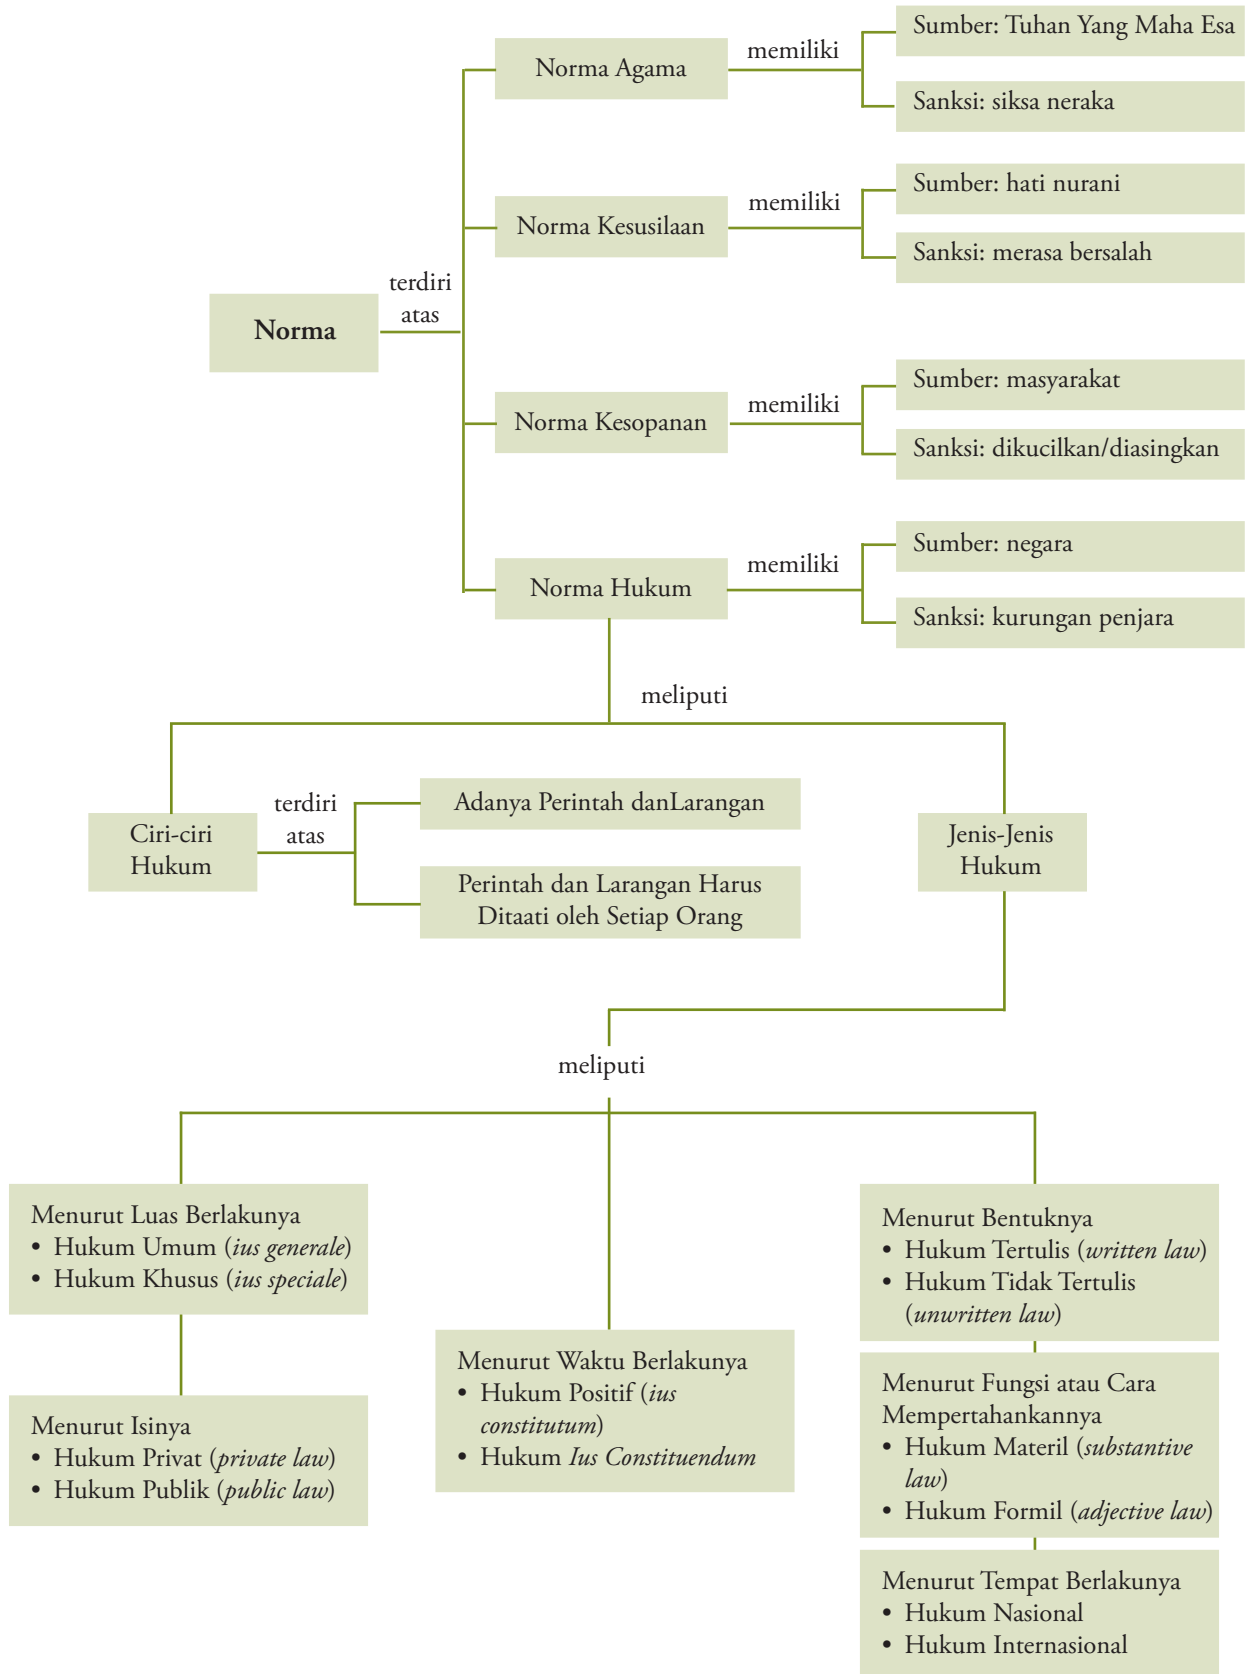 Norma
terdiri
atas
Norma Agama
memiliki
Sumber: Tuhan Yang Maha Esa
Sanksi: siksa neraka
Norma Kesusilaan
memiliki
Sumber: hati nurani
Sanksi: merasa bersalah
Norma Kesopanan
memiliki
Sumber: masyarakat
Sanksi: dikucilkan/diasingkan
Norma Hukum
memiliki
Sumber: negara
Sanksi: kurungan penjara
meliputi
Ciri-ciri
Hukum
terdiri
atas
Adanya Perintah danLarangan
Perintah dan Larangan Harus
Ditaati oleh Setiap Orang
Jenis-Jenis
Hukum
meliputi
Menurut Luas Berlakunya
• Hukum Umum (ius generale)
• Hukum Khusus (ius speciale)
Menurut Isinya
• Hukum Privat (private law)
• Hukum Publik (public law)
Menurut Waktu Berlakunya
• Hukum Positif (ius
constitutum)
• Hukum Ius Constituendum
Menurut Bentuknya
• Hukum Tertulis (written law)
• Hukum Tidak Tertulis
(unwritten law)
Menurut Fungsi atau Cara
Mempertahankannya
• Hukum Materil (substantive
law)
• Hukum Formil (adjective law)
Menurut Tempat Berlakunya
• Hukum Nasional
• Hukum Internasional